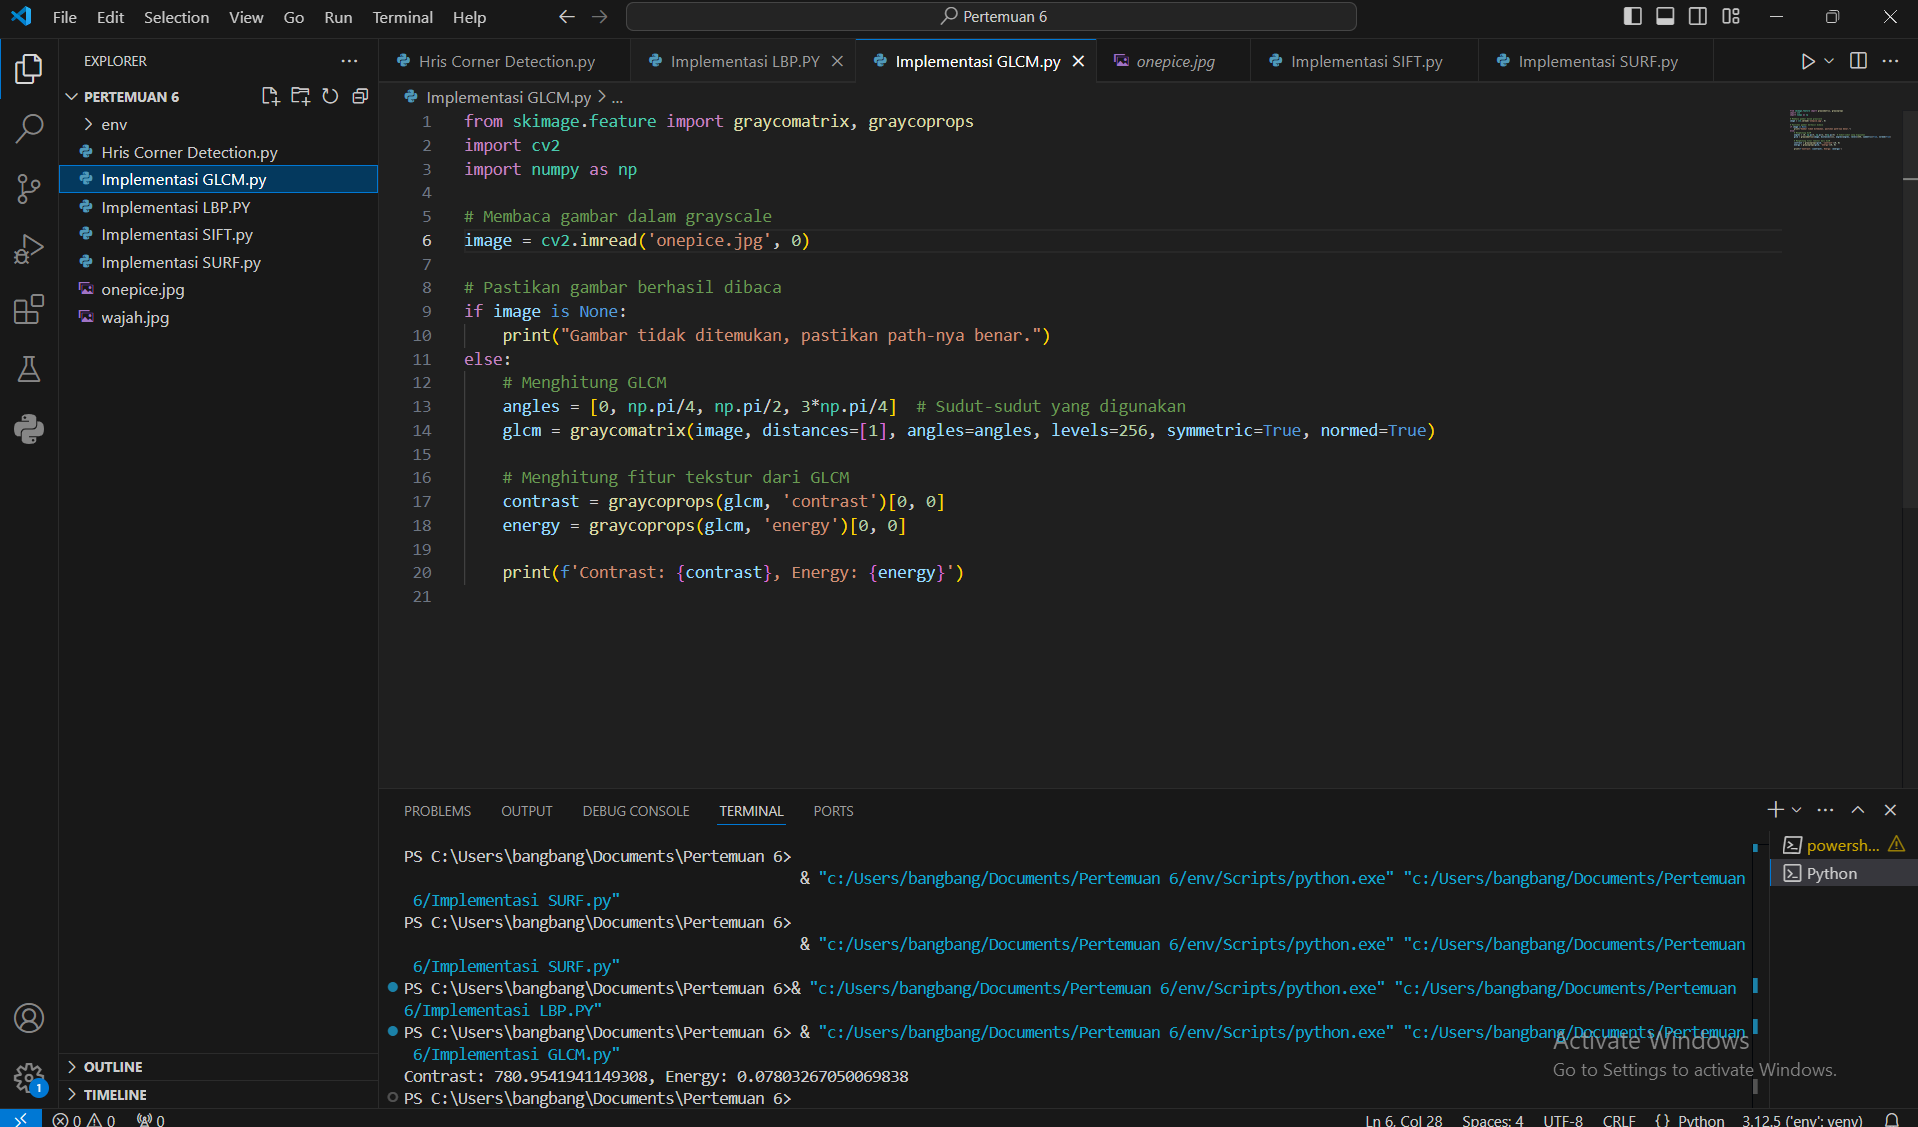 File Edit Selection View Go Run Terminal Help
Pertemuan 6
EXPLORER
PERTEMUAN 6
env
Hris Corner Detection.py
Implementasi GLCM.py
Implementasi LBP.PY
Implementasi SIFT.py
Implementasi SURF.py
onepice.jpg
wajah.jpg
OUTLINE
TIMELINE
1
Hris Corner Detection.py Implementasi LBP.PY Implementasi GLCM.py onepice.jpg Implementasi SIFT.py Implementasi SURF.py
Implementasi GLCM.py > ...
1 from skimage.feature import graycomatrix, graycoprops
2 import cv2
3 import numpy as np
4
5 # Membaca gambar dalam grayscale
6 image = cv2.imread('onepice.jpg', 0)
7
8 # Pastikan gambar berhasil dibaca
9 if image is None:
10 print("Gambar tidak ditemukan, pastikan path-nya benar.")
11 else:
12 # Menghitung GLCM
13 angles = [0, np.pi/4, np.pi/2, 3*np.pi/4] # Sudut-sudut yang digunakan
14 glcm = graycomatrix(image, distances=[1], angles=angles, levels=256, symmetric=True, normed=True)
15
16 # Menghitung fitur tekstur dari GLCM
17 contrast = graycoprops(glcm, 'contrast')[0, 0]
18 energy = graycoprops(glcm, 'energy')[0, 0]
19
20 print(f'Contrast: {contrast}, Energy: {energy}')
21
PROBLEMS OUTPUT DEBUG CONSOLE TERMINAL PORTS
PS C:\Users\bangbang\Documents\Pertemuan 6>
& "c:/Users/bangbang/Documents/Pertemuan 6/env/Scripts/python.exe" "c:/Users/bangbang/Documents/Pertemuan
6/Implementasi SURF.py"
PS C:\Users\bangbang\Documents\Pertemuan 6>
& "c:/Users/bangbang/Documents/Pertemuan 6/env/Scripts/python.exe" "c:/Users/bangbang/Documents/Pertemuan
6/Implementasi SURF.py"
PS C:\Users\bangbang\Documents\Pertemuan 6>& "c:/Users/bangbang/Documents/Pertemuan 6/env/Scripts/python.exe" "c:/Users/bangbang/Documents/Pertemuan
6/Implementasi LBP.PY"
PS C:\Users\bangbang\Documents\Pertemuan 6> & "c:/Users/bangbang/Documents/Pertemuan 6/env/Scripts/python.exe" "c:/Users/bangbang/Documents/Pertemuan
6/Implementasi GLCM.py"
Contrast: 780.9541941149308, Energy: 0.07803267050069838
PS C:\Users\bangbang\Documents\Pertemuan 6>
powersh...
Python
Activate Windows
Go to Settings to activate Windows.
0 0 0 Ln 6, Col 28 Spaces: 4 UTF-8 CRLF {} Python 3.12.5 ('env': venv)